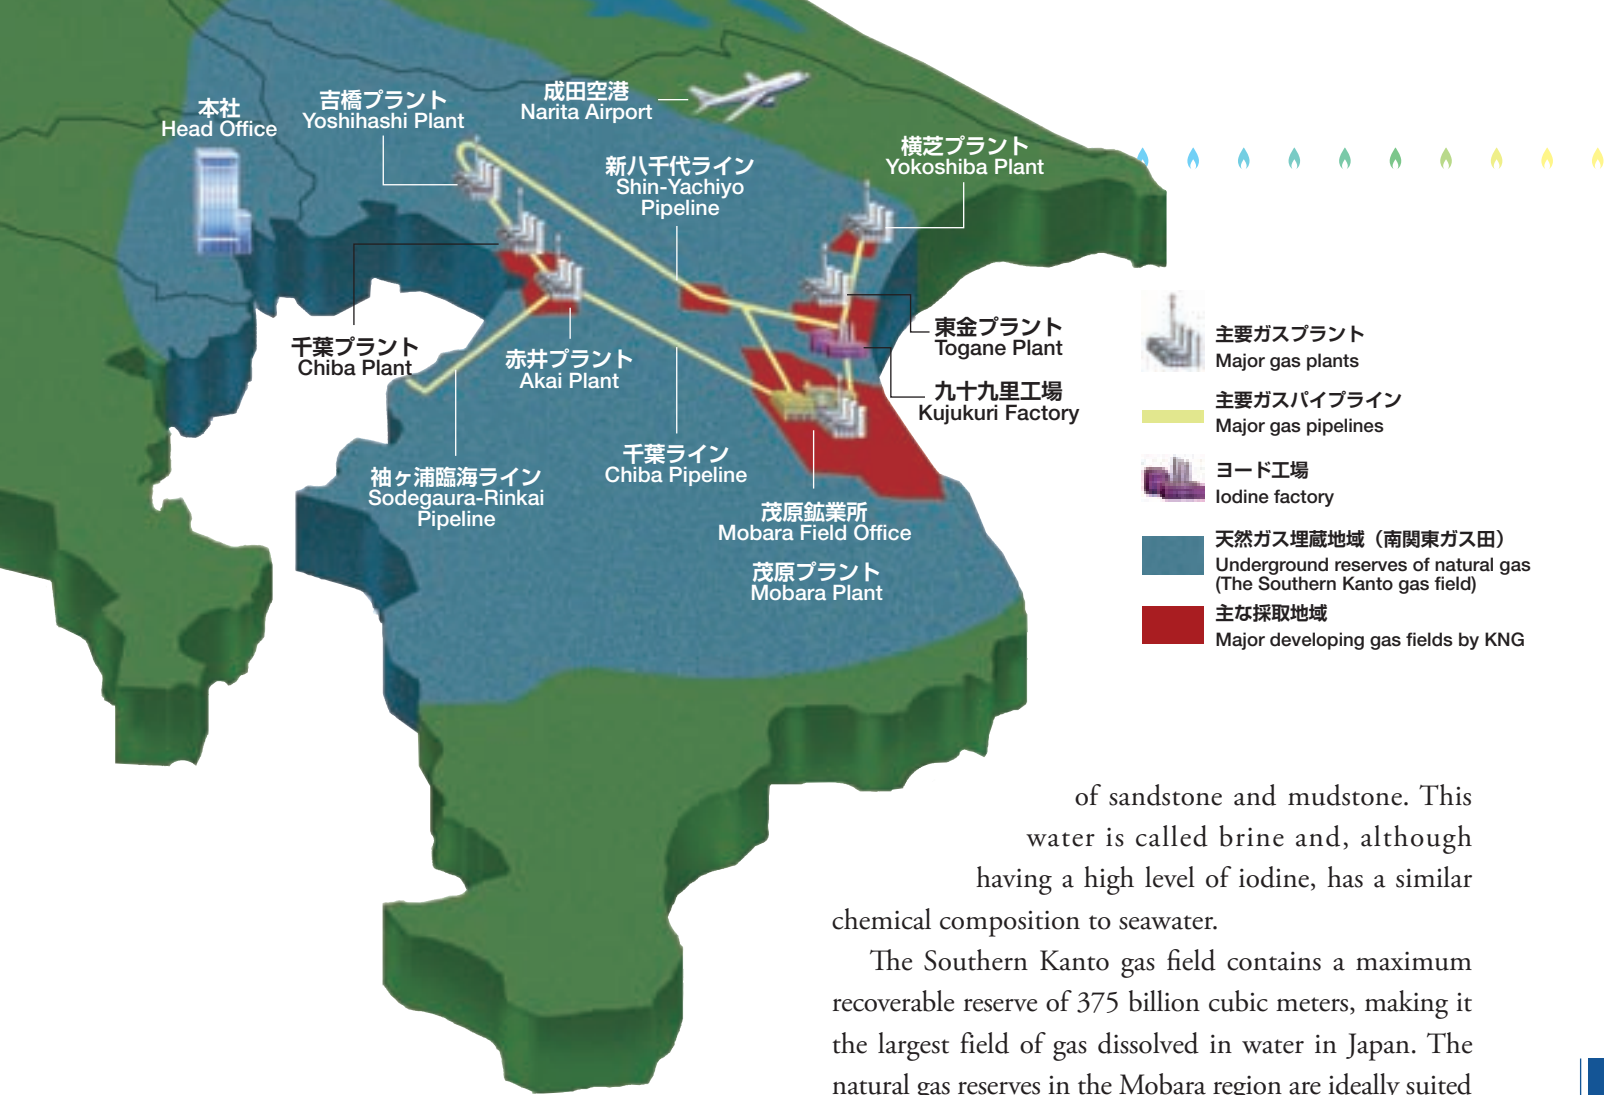 本社
Head Office
吉橋プラント
Yoshihashi Plant
成田空港
Narita Airport
新八千代ライン
Shin-Yachiyo
Pipeline
横芝プラント
Yokoshiba Plant
千葉プラント
Chiba Plant
赤井プラント
Akai Plant
東金プラント
Togane Plant
九十九里工場
Kujukuri Factory
袖ヶ浦臨海ライン
Sodegaura-Rinkai
Pipeline
千葉ライン
Chiba Pipeline
茂原鉱業所
Mobara Field Office
茂原プラント
Mobara Plant
主要ガスプラント
Major gas plants
主要ガスパイプライン
Major gas pipelines
ヨード工場
Iodine factory
天然ガス埋蔵地域（南関東ガス田）
Underground reserves of natural gas
(The Southern Kanto gas field)
主な採取地域
Major developing gas fields by KNG
of sandstone and mudstone. This
water is called brine and, although
having a high level of iodine, has a similar
chemical composition to seawater.
The Southern Kanto gas field contains a maximum
recoverable reserve of 375 billion cubic meters, making it
the largest field of gas dissolved in water in Japan. The
natural gas reserves in the Mobara region are ideally suited